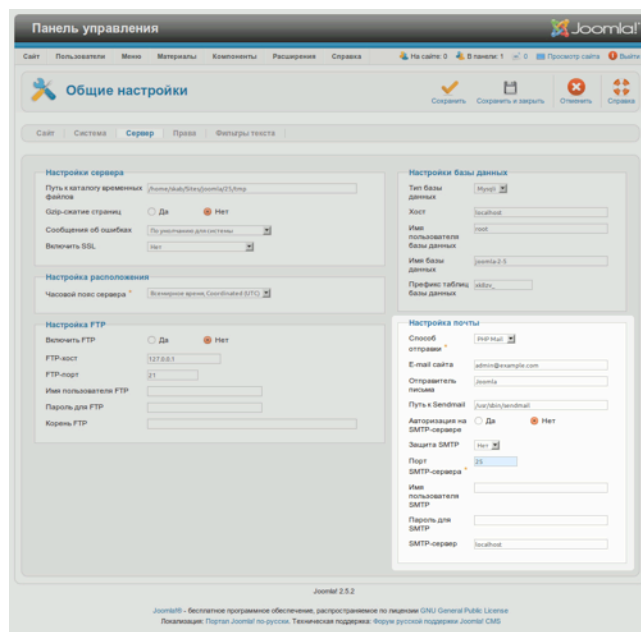 Панель управления
Joomla!
Сайт Пользователи Меню Материалы Компоненты Расширения Справка На сайте: 0 В панели: 1 0 Просмотр сайта Выйти
Общие настройки
Сохранить Сохранить и закрыть Отменить Справка
Сайт Система Сервер Права Фильтры текста
Настройки сервера
Путь к каталогу временных файлов /home/skab/Sites/joomla/25/tmp
Gzip-сжатие страниц Да Нет
Сообщения об ошибках По умолчанию для системы
Включить SSL Нет
Настройка расположения
Часовой пояс сервера * Всемирное время, Coordinated (UTC)
Настройка FTP
Включить FTP Да Нет
FTP-хост 127.0.0.1
FTP-порт 21
Имя пользователя FTP
Пароль для FTP
Корень FTP
Настройки базы данных
Тип базы
данных Mysqli
Хост localhost
Имя
пользователя
базы данных root
Имя базы
данных joomla-2-5
Префикс таблиц
базы данных
Настройка почты
Способ
отправки * PHP Mail
E-mail сайта admin@example.com
Отправитель
письма Joomla
Путь к Sendmail /usr/sbin/sendmail
Авторизация на
SMTP-сервере Да Нет
Защита SMTP Нет
Порт
SMTP-сервера * 25
Имя
пользователя
SMTP
Пароль для
SMTP
SMTP-сервер localhost
Joomla! 2.5.2
Joomla!® - бесплатное программное обеспечение, распространяемое по лицензии GNU General Public License
Локализация: Портал Joomla! по-русски. Техническая поддержка: Форум русской поддержки Joomla! CMS